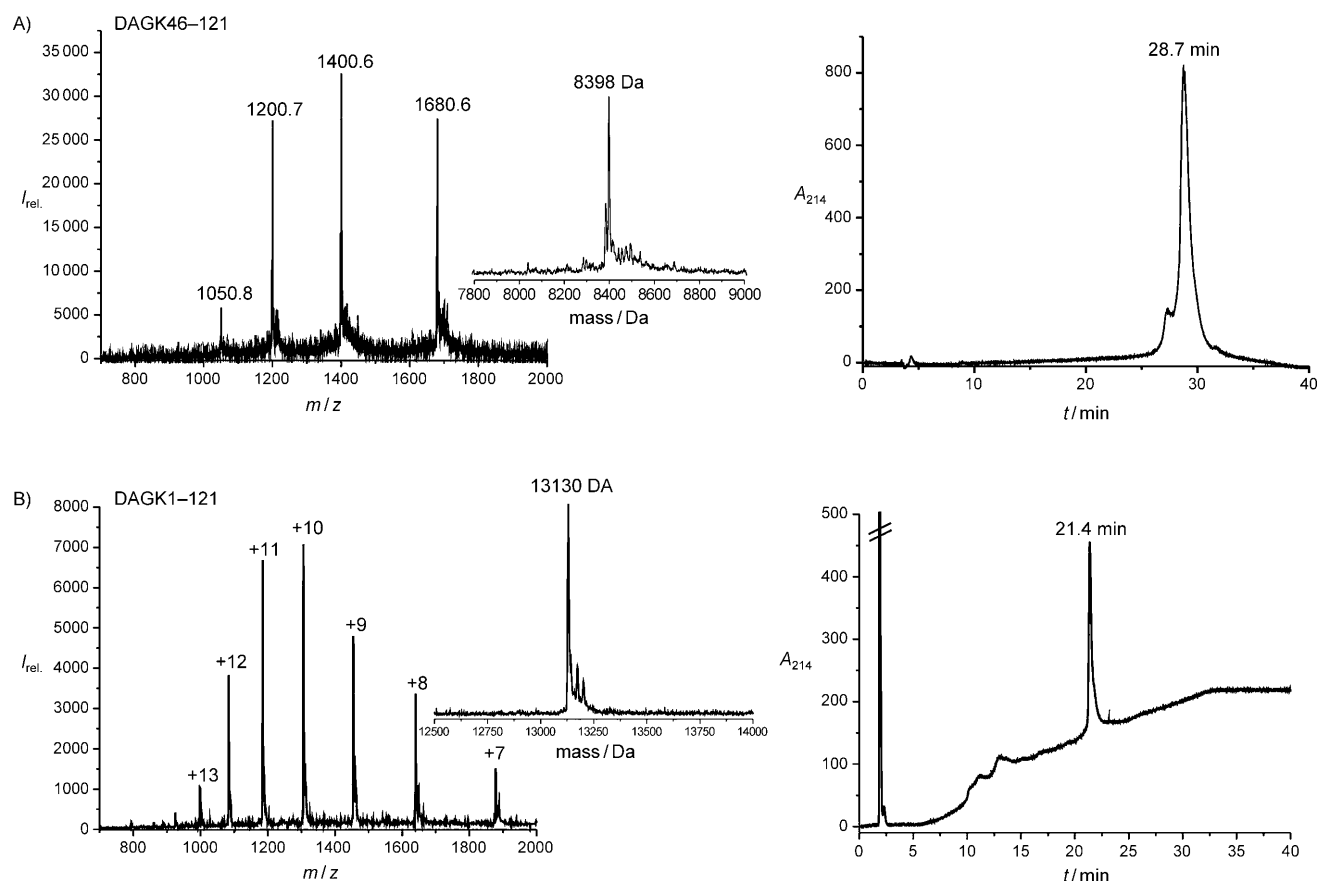 A)
DAGK46–121
35 000
30 000
25 000
20 000
15 000
10 000
5000
0
I rel.
1050.8
1200.7
1400.6
1680.6
800 1000 1200 1400 1600 1800 2000
m / z
8398 Da
7800 8000 8200 8400 8600 8800 9000
mass / Da
28.7 min
800
600
400
200
0
A214
0 10 20 30 40
t / min
B)
DAGK1–121
8000
7000
6000
5000
4000
3000
2000
1000
0
I rel.
+13
+12
+11
+10
+9
+8
+7
800 1000 1200 1400 1600 1800 2000
m / z
13130 DA
12500 12750 13000 13250 13500 13750 14000
mass / Da
21.4 min
500
400
300
200
100
0
A214
0 5 10 15 20 25 30 35 40
t / min